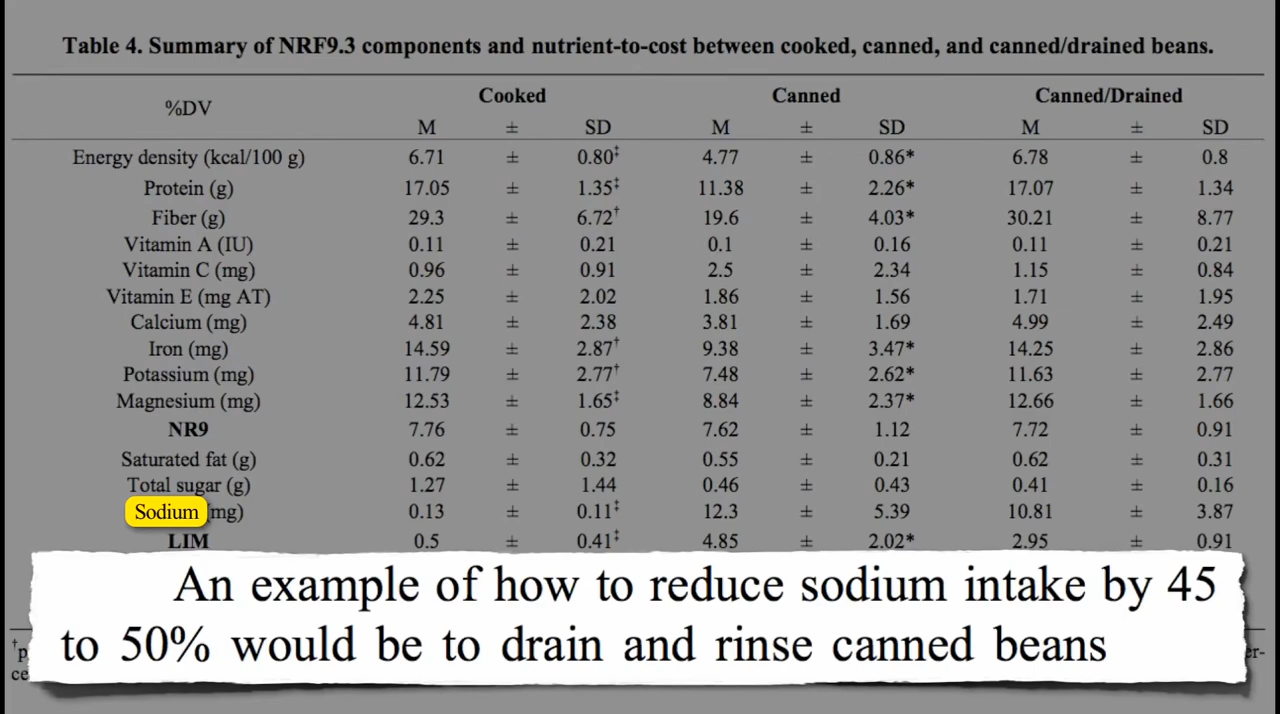 Table 4. Summary of NRF9.3 components and nutrient-to-cost between cooked, canned, and canned/drained beans.
%DV Cooked Canned Canned/Drained
M ± SD M ± SD M ± SD
Energy density (kcal/100 g) 6.71 ± 0.80‡ 4.77 ± 0.86* 6.78 ± 0.8
Protein (g) 17.05 ± 1.35‡ 11.38 ± 2.26* 17.07 ± 1.34
Fiber (g) 29.3 ± 6.72† 19.6 ± 4.03* 30.21 ± 8.77
Vitamin A (IU) 0.11 ± 0.21 0.1 ± 0.16 0.11 ± 0.21
Vitamin C (mg) 0.96 ± 0.91 2.5 ± 2.34 1.15 ± 0.84
Vitamin E (mg AT) 2.25 ± 2.02 1.86 ± 1.56 1.71 ± 1.95
Calcium (mg) 4.81 ± 2.38 3.81 ± 1.69 4.99 ± 2.49
Iron (mg) 14.59 ± 2.87† 9.38 ± 3.47* 14.25 ± 2.86
Potassium (mg) 11.79 ± 2.77† 7.48 ± 2.62* 11.63 ± 2.77
Magnesium (mg) 12.53 ± 1.65‡ 8.84 ± 2.37* 12.66 ± 1.66
NR9 7.76 ± 0.75 7.62 ± 1.12 7.72 ± 0.91
Saturated fat (g) 0.62 ± 0.32 0.55 ± 0.21 0.62 ± 0.31
Total sugar (g) 1.27 ± 1.44 0.46 ± 0.43 0.41 ± 0.16
Sodium mg) 0.13 ± 0.11‡ 12.3 ± 5.39 10.81 ± 3.87
LIM 0.5 ± 0.41‡ 4.85 ± 2.02* 2.95 ± 0.91
An example of how to reduce sodium intake by 45
to 50% would be to drain and rinse canned beans